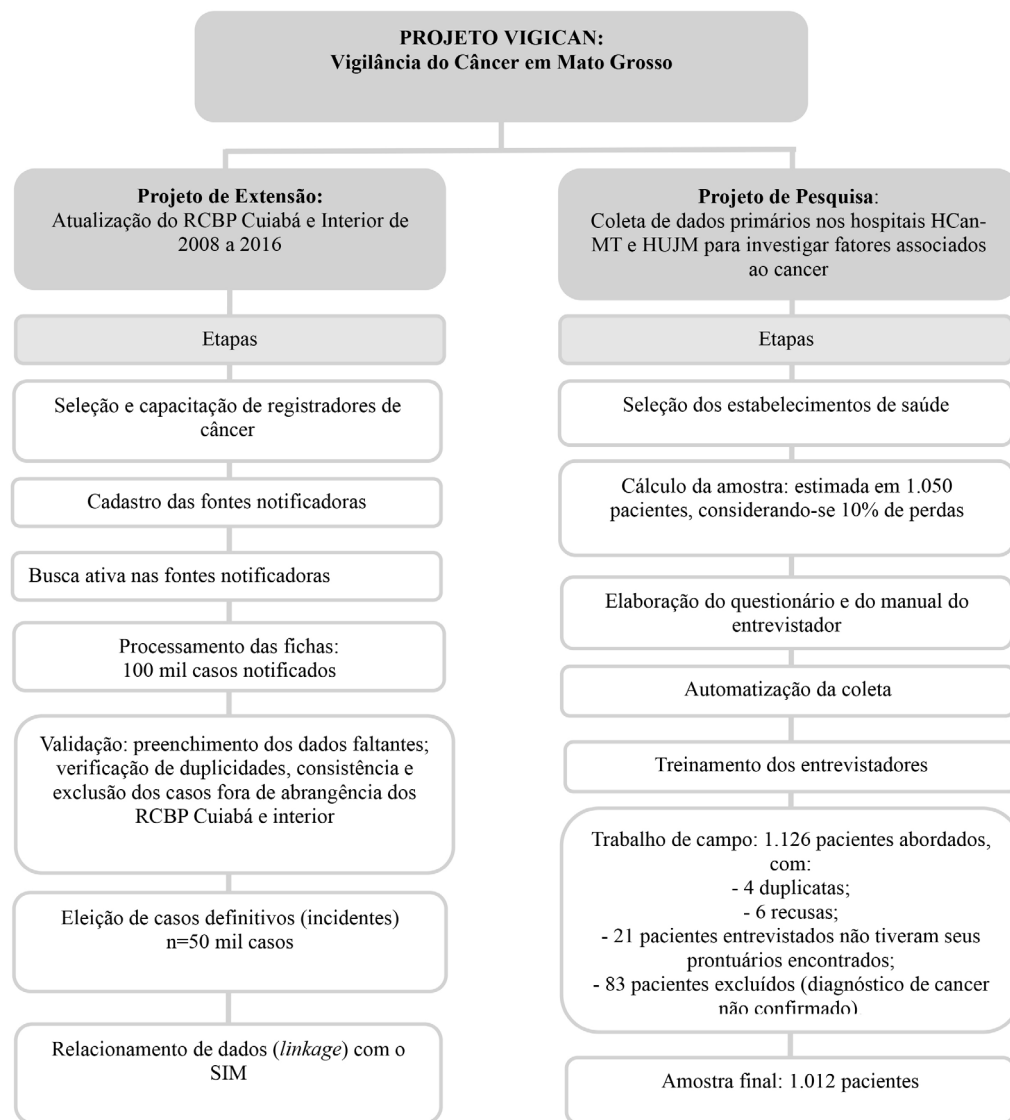 PROJETO VIGICAN:
Vigilância do Câncer em Mato Grosso
Projeto de Extensão:
Atualização do RCBP Cuiabá e Interior de
2008 a 2016
Etapas
Seleção e capacitação de registradores de
câncer
Cadastro das fontes notificadoras
Busca ativa nas fontes notificadoras
Processamento das fichas:
100 mil casos notificados
Validação: preenchimento dos dados faltantes;
verificação de duplicidades, consistência e
exclusão dos casos fora de abrangência dos
RCBP Cuiabá e interior
Eleição de casos definitivos (incidentes)
n=50 mil casos
Relacionamento de dados (linkage) com o
SIM
Projeto de Pesquisa:
Coleta de dados primários nos hospitais HCan-
MT e HUJM para investigar fatores associados
ao cancer
Etapas
Seleção dos estabelecimentos de saúde
Cálculo da amostra: estimada em 1.050
pacientes, considerando-se 10% de perdas
Elaboração do questionário e do manual do
entrevistador
Automatização da coleta
Treinamento dos entrevistadores
Trabalho de campo: 1.126 pacientes abordados,
com:
- 4 duplicatas;
- 6 recusas;
- 21 pacientes entrevistados não tiveram seus
prontuários encontrados;
- 83 pacientes excluídos (diagnóstico de cancer
não confirmado)
Amostra final: 1.012 pacientes